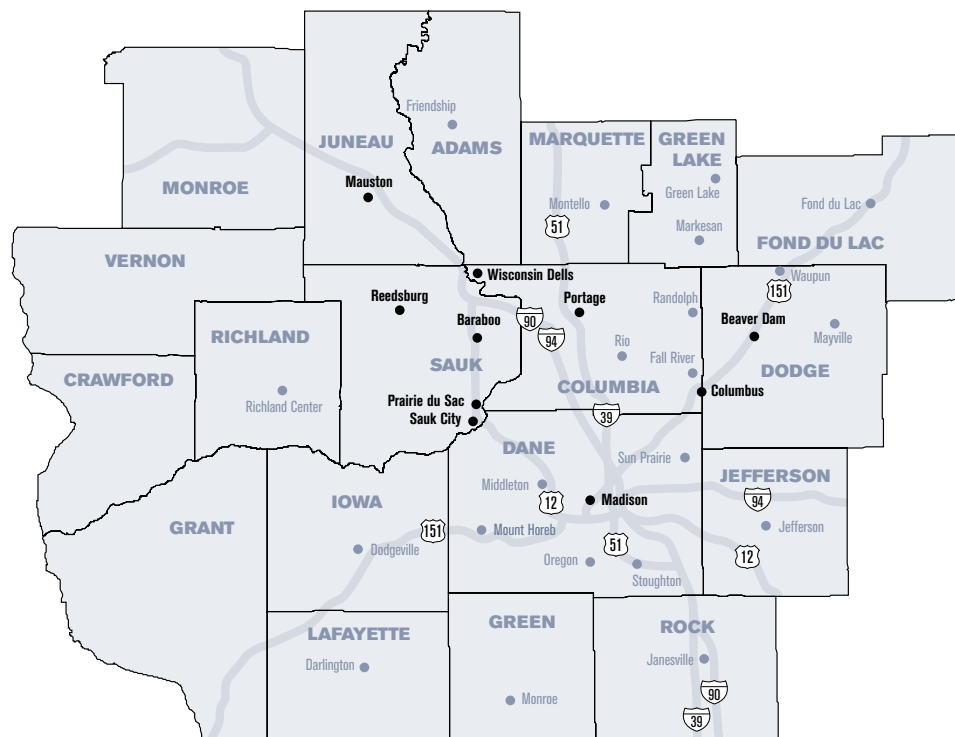 Friendship
JUNEAU
ADAMS
MARQUETTE
GREEN
LAKE
MONROE
Mauston
Green Lake
Montello
51
Markesan
Fond du Lac
FOND DU LAC
VERNON
Wisconsin Dells
Waupun
151
Reedsburg
Portage
Randolph
Beaver Dam
90
94
Baraboo
Rio
Mayville
RICHLAND
SAUK
Fall River
CRAWFORD
COLUMBIA
DODGE
Richland Center
Prairie du Sac
Sauk City
Columbus
39
DANE
Sun Prairie
JEFFERSON
Middleton
12
Madison
94
IOWA
GRANT
151
Mount Horeb
Jefferson
Dodgeville
51
12
Oregon
Stoughton
LAFAYETTE
GREEN
ROCK
Darlington
Janesville
90
Monroe
39